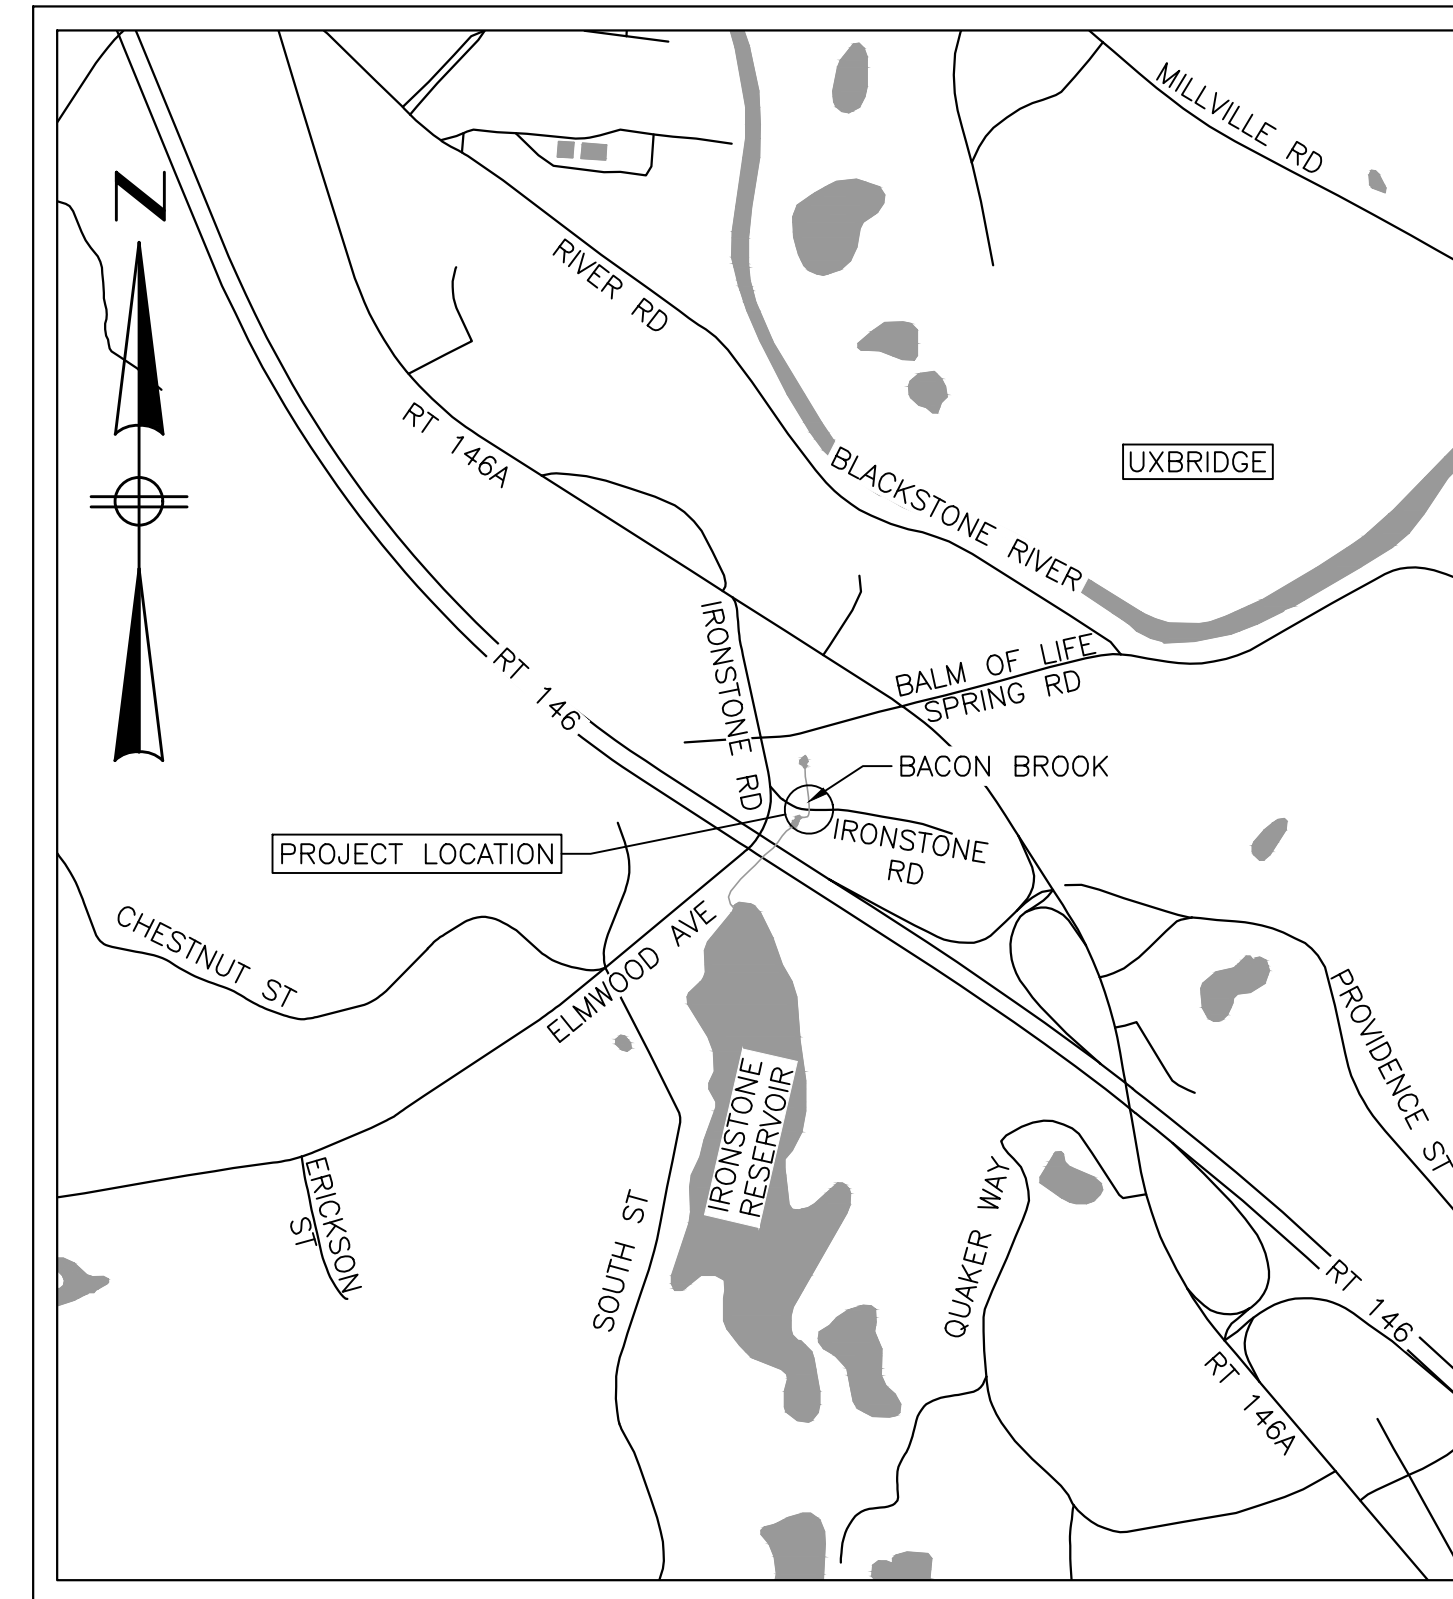 MILLVILLE RD
N
RIVER RD
RT 146A
BLACKSTONE RIVER
UXBRIDGE
IRONSTONE RD
BALM OF LIFE
SPRING RD
RT 146
BACON BROOK
PROJECT LOCATION
IRONSTONE
RD
CHESTNUT ST
ELMWOOD AVE
PROVIDENCE ST
IRONSTONE
RESERVOIR
ERICKSON
ST
SOUTH ST
QUAKER WAY
RT 146
RT 146A